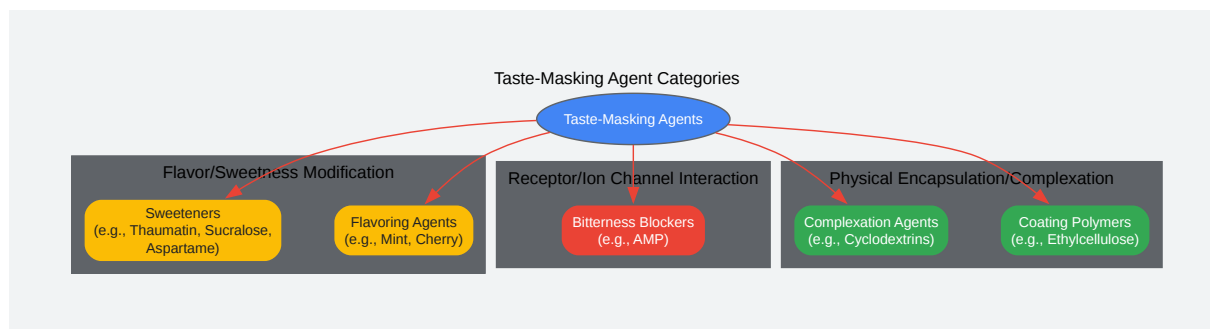 Taste-Masking Agent Categories
Taste-Masking Agents
Flavor/Sweetness Modification
Sweeteners
(e.g., Thaumatin, Sucralose,
Aspartame)
Flavoring Agents
(e.g., Mint, Cherry)
Receptor/Ion Channel Interaction
Bitterness Blockers
(e.g., AMP)
Physical Encapsulation/Complexation
Complexation Agents
(e.g., Cyclodextrins)
Coating Polymers
(e.g., Ethylcellulose)